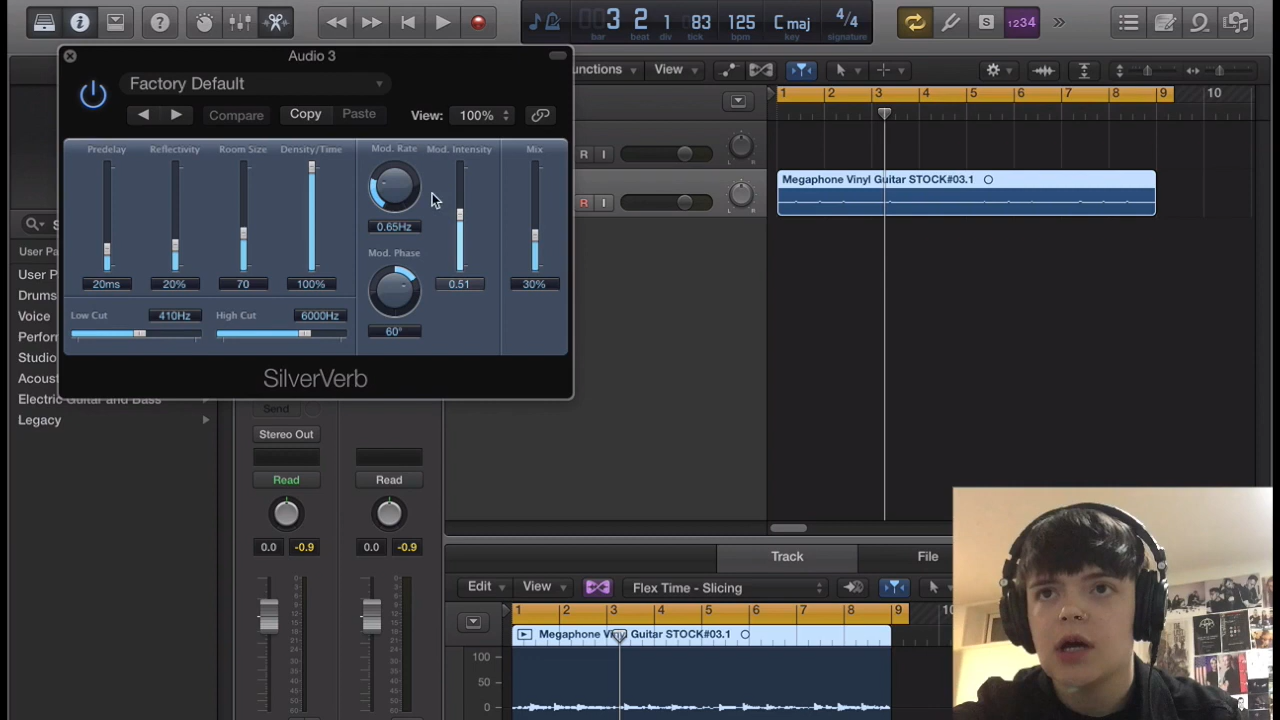 3 2 1 83 125 C maj 4/4
bar beat div tick bpm key signature
S 1234
Audio 3
Factory Default
Compare Copy Paste View: 100%
Predelay Reflectivity Room Size Density/Time Mod. Rate Mod. Intensity Mix
0.65Hz
Mod. Phase
20ms 20% 70 100% 0.51 30%
Low Cut 410Hz High Cut 6000Hz
60°
SilverVerb
nctions View
1 2 3 4 5 6 7 8 9 10
R I
L R
Megaphone Vinyl Guitar STOCK#03.1
R I
L R
User Pa
User P
Drums
Voice
Perfor
Studio
Acous
Electric Guitar and Bass
Legacy
Send
Stereo Out
Read Read
0.0 -0.9 0.0 -0.9
Track File
Edit View Flex Time - Slicing
1 2 3 4 5 6 7 8 9 10
Megaphone Vinyl Guitar STOCK#03.1
100
50
0